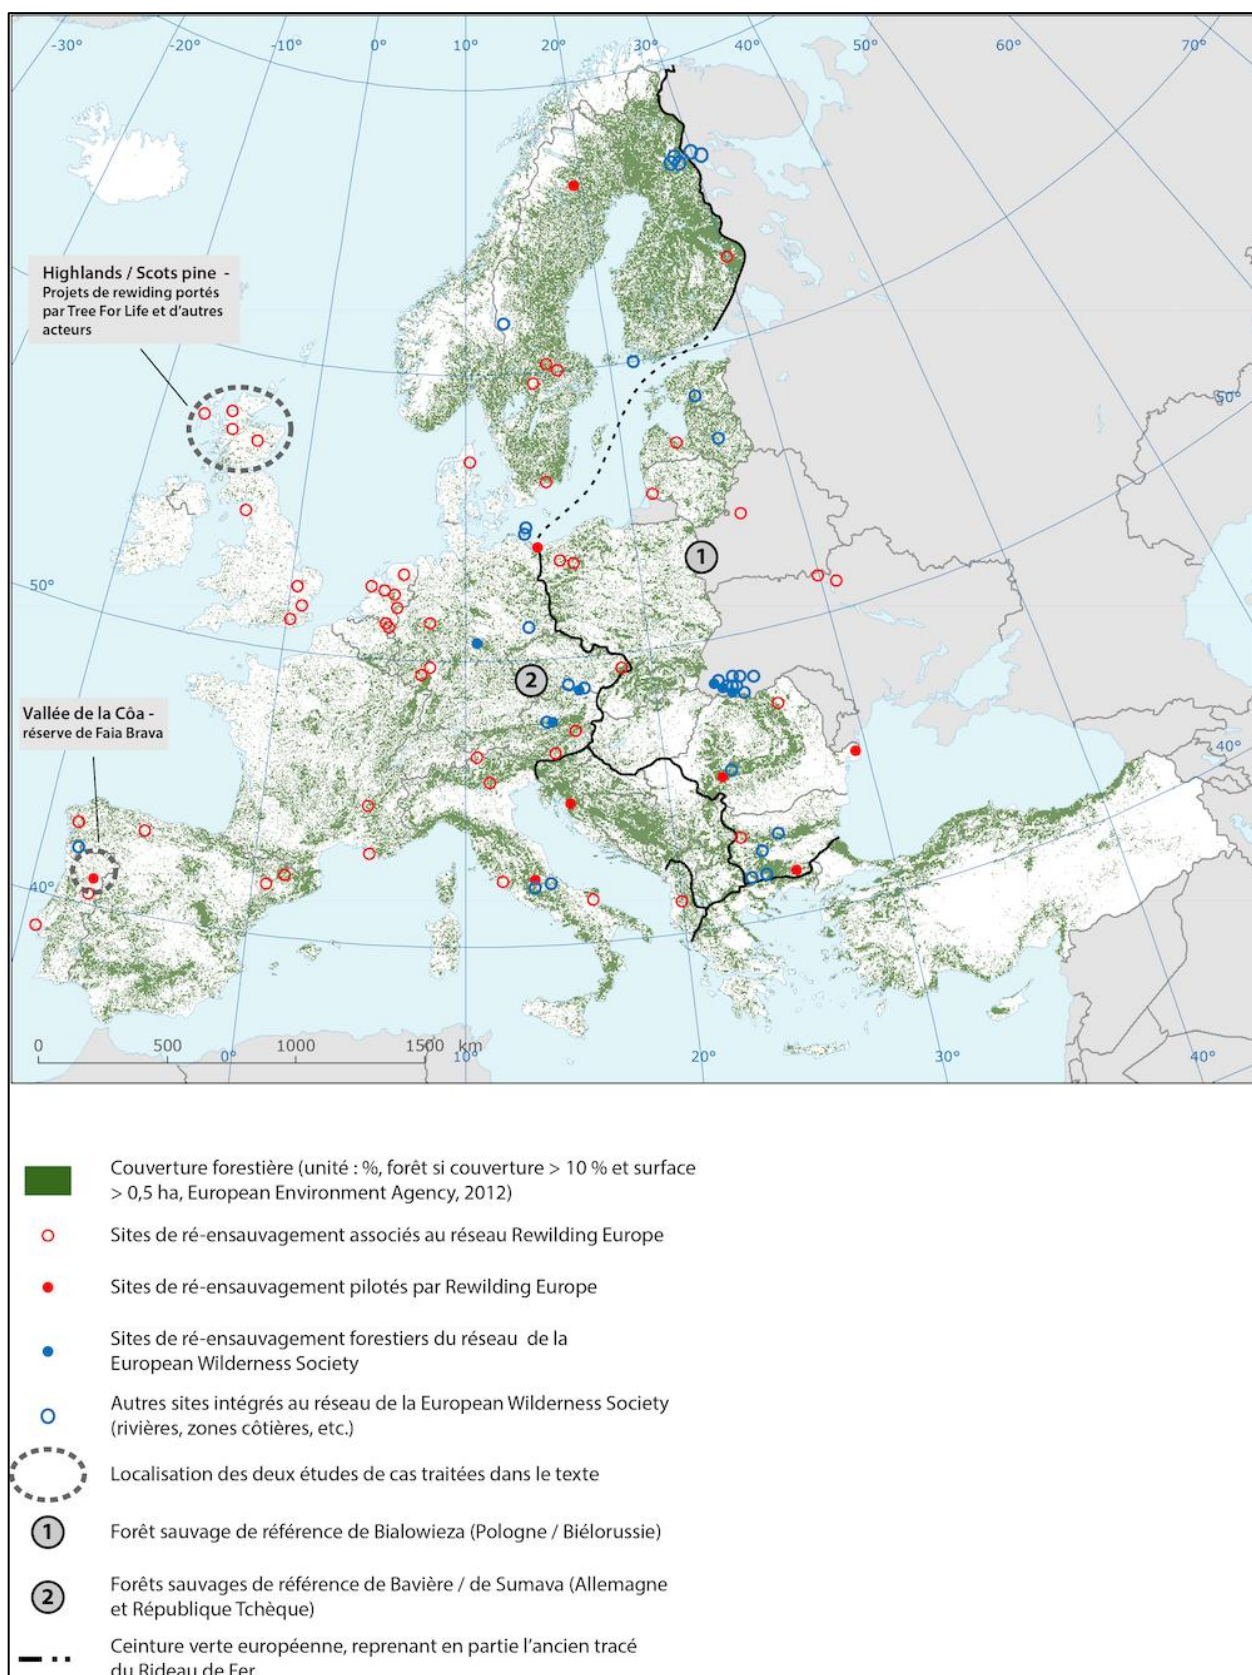 -30°
-20°
-10°
0°
10°
20°
30°
40°
50°
60°
70°
Highlands / Scots pine -
Projets de rewiding portés
par Tree For Life et d'autres
acteurs
50°
1
50°
2
Vallée de la Côa -
réserve de Faia Brava
40°
40°
0
500
1000
1500 km
0°
10°
20°
30°
40°
Couverture forestière (unité : %, forêt si couverture > 10 % et surface
> 0,5 ha, European Environment Agency, 2012)
Sites de ré-ensauvagement associés au réseau Rewilding Europe
Sites de ré-ensauvagement pilotés par Rewilding Europe
Sites de ré-ensauvagement forestiers du réseau de la
European Wilderness Society
Autres sites intégrés au réseau de la European Wilderness Society
(rivières, zones côtières, etc.)
Localisation des deux études de cas traitées dans le texte
1 Forêt sauvage de référence de Bialowieza (Pologne / Biélorussie)
2 Forêts sauvages de référence de Bavière / de Sumava (Allemagne
et République Tchèque)
Ceinture verte européenne, reprenant en partie l'ancien tracé
du Rideau de Fer